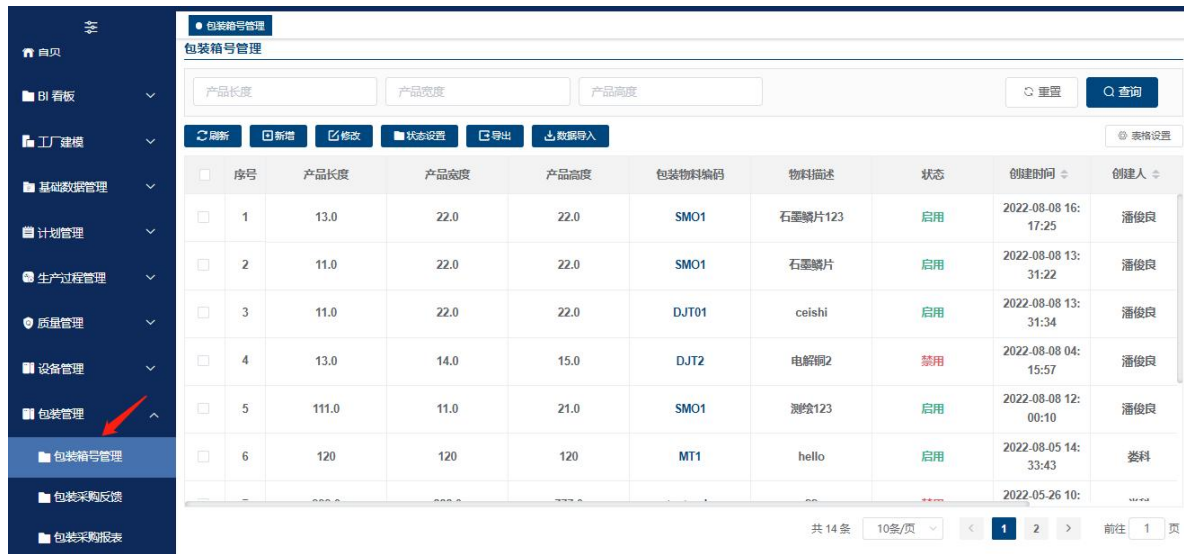 自贝
BI 看板
工厂建模
基础数据管理
计划管理
生产过程管理
质量管理
设备管理
包装管理
包装箱号管理
包装采购反馈
包装采购报表
包装箱号管理
包装箱号管理
产品长度 产品宽度 产品高度 重置 查询
刷新 新增 修改 状态设置 导出 数据导入 表格设置
序号 产品长度 产品宽度 产品高度 包装物料编码 物料描述 状态 创建时间 创建人
1 13.0 22.0 22.0 SMO1 石墨鳞片123 启用 2022-08-08 16:17:25 潘俊良
2 11.0 22.0 22.0 SMO1 石墨鳞片 启用 2022-08-08 13:31:22 潘俊良
3 11.0 22.0 22.0 DJT01 ceishi 启用 2022-08-08 13:31:34 潘俊良
4 13.0 14.0 15.0 DJT2 电解铜2 禁用 2022-08-08 04:15:57 潘俊良
5 111.0 11.0 21.0 SMO1 测绘123 启用 2022-08-08 12:00:10 潘俊良
6 120 120 120 MT1 hello 启用 2022-08-05 14:33:43 娄科
2022-05-26 10:
共 14 条 10条/页 1 2 前往 1 页